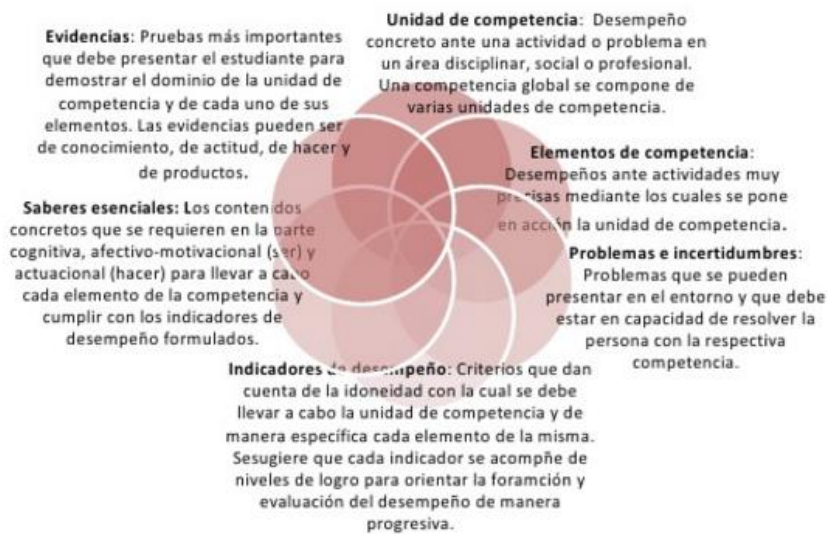 Unidad de competencia: Desempeño
concreto ante una actividad o problema en
un área disciplinar, social o profesional.
Una competencia global se compone de
varias unidades de competencia.
Elementos de competencia:
Desempeños ante actividades muy
precisas mediante los cuales se pone
en acción la unidad de competencia.
Problemas e incertidumbres:
Problemas que se pueden
presentar en el entorno y que debe
estar en capacidad de resolver la
persona con la respectiva
competencia.
Indicadores de desempeño: Criterios que dan
cuenta de la idoneidad con la cual se debe
llevar a cabo la unidad de competencia y de
manera específica cada elemento de la misma.
Sesugiere que cada indicador se acompñe de
niveles de logro para orientar la foramción y
evaluación del desempeño de manera
progresiva.
Saberes esenciales: Los contenidos
concretos que se requieren en la parte
cognitiva, afectivo-motivacional (ser) y
actuacional (hacer) para llevar a cabo
cada elemento de la competencia y
cumplir con los indicadores de
desempeño formulados.
Evidencias: Pruebas más importantes
que debe presentar el estudiante para
demostrar el dominio de la unidad de
competencia y de cada uno de sus
elementos. Las evidencias pueden ser
de conocimiento, de actitud, de hacer y
de productos.